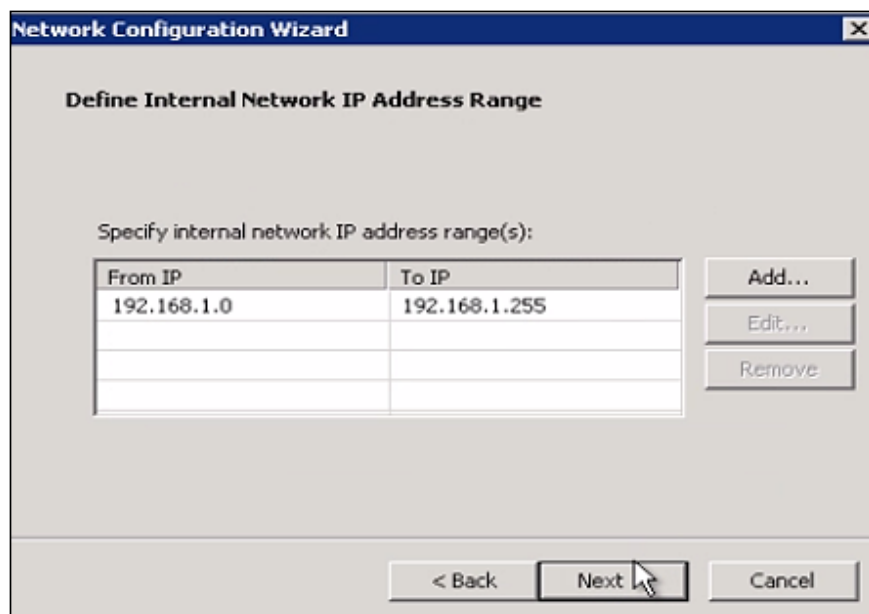 Network Configuration Wizard
Define Internal Network IP Address Range
Specify internal network IP address range(s):
From IP To IP
192.168.1.0 192.168.1.255
Add...
Edit...
Remove
< Back Next Cancel